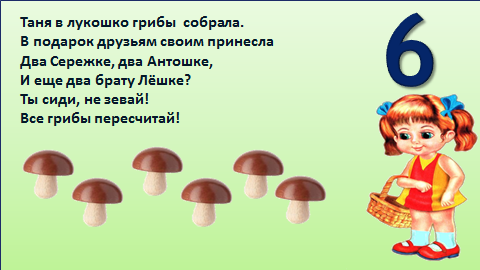 Таня в лукошко грибы собрала.
В подарок друзьям своим принесла
Два Сережке, два Антошке,
И еще два брату Лёшке?
Ты сиди, не зевай!
Все грибы пересчитай!
6